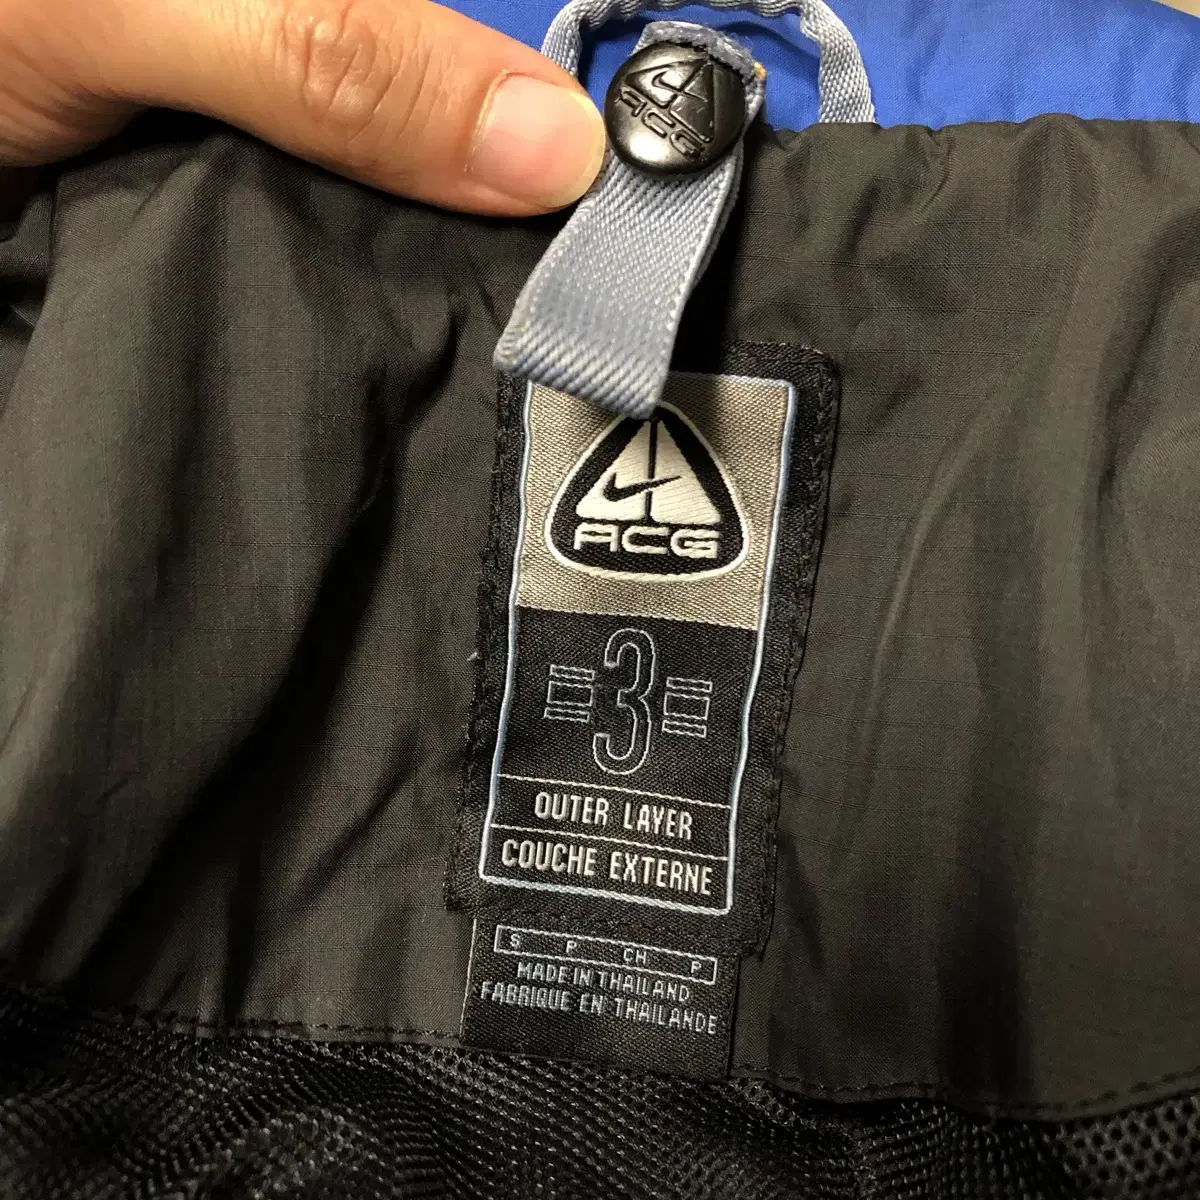 ACG
ACG
3
OUTER LAYER
COUCHE EXTERNE
S P CH P
MADE IN THAILAND
FABRIQUE EN THAILANDE